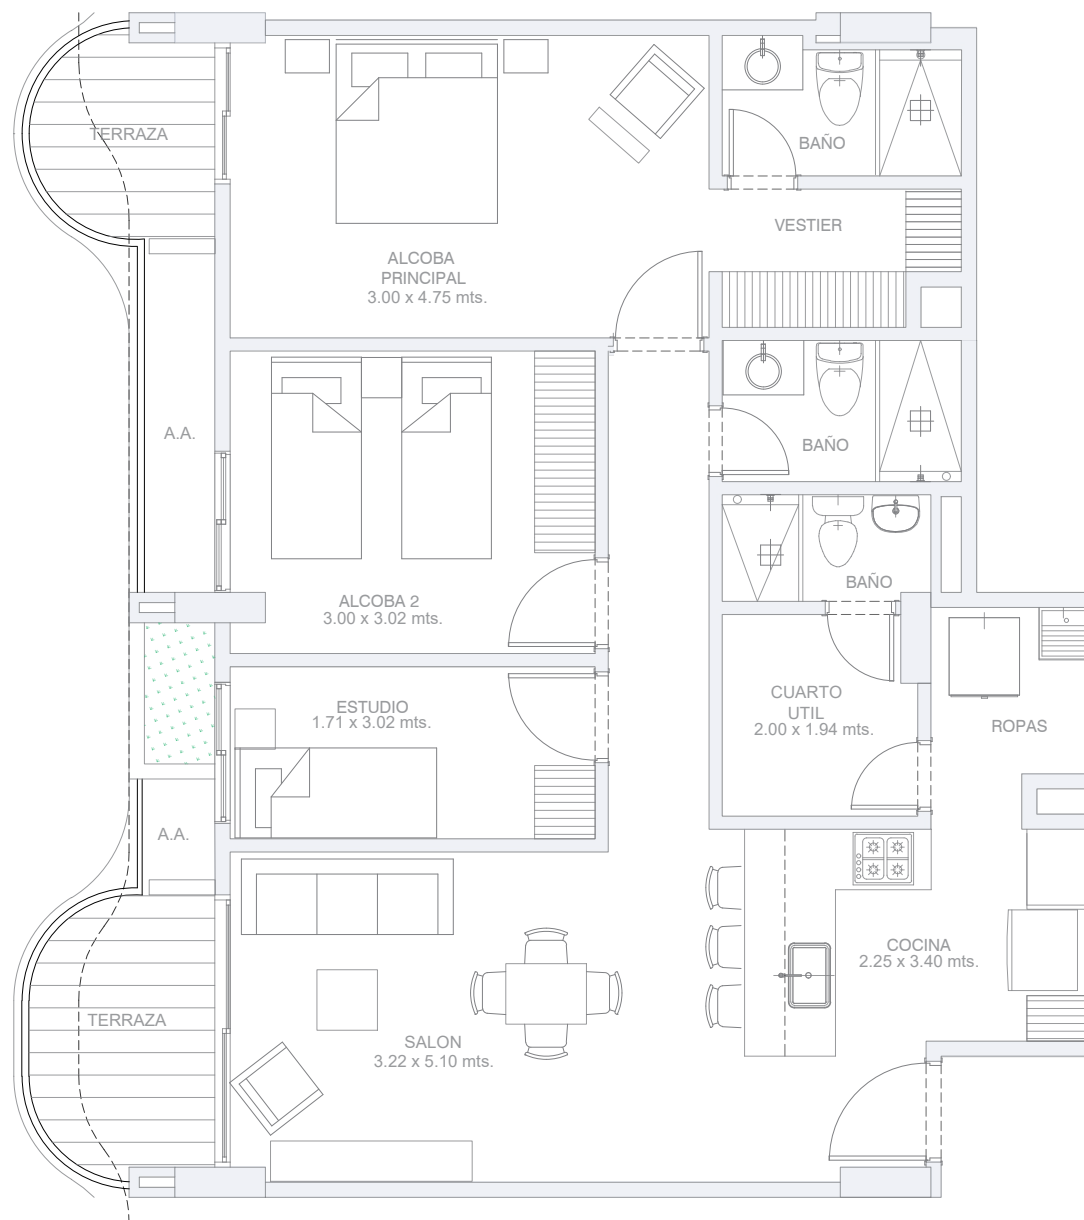 TERRAZA
BAÑO
VESTIER
ALCOBA
PRINCIPAL
3.00 x 4.75 mts.
A.A.
BAÑO
ALCOBA 2
3.00 x 3.02 mts.
BAÑO
ESTUDIO
1.71 x 3.02 mts.
CUARTO
UTIL
2.00 x 1.94 mts.
ROPAS
A.A.
COCINA
2.25 x 3.40 mts.
TERRAZA
SALON
3.22 x 5.10 mts.